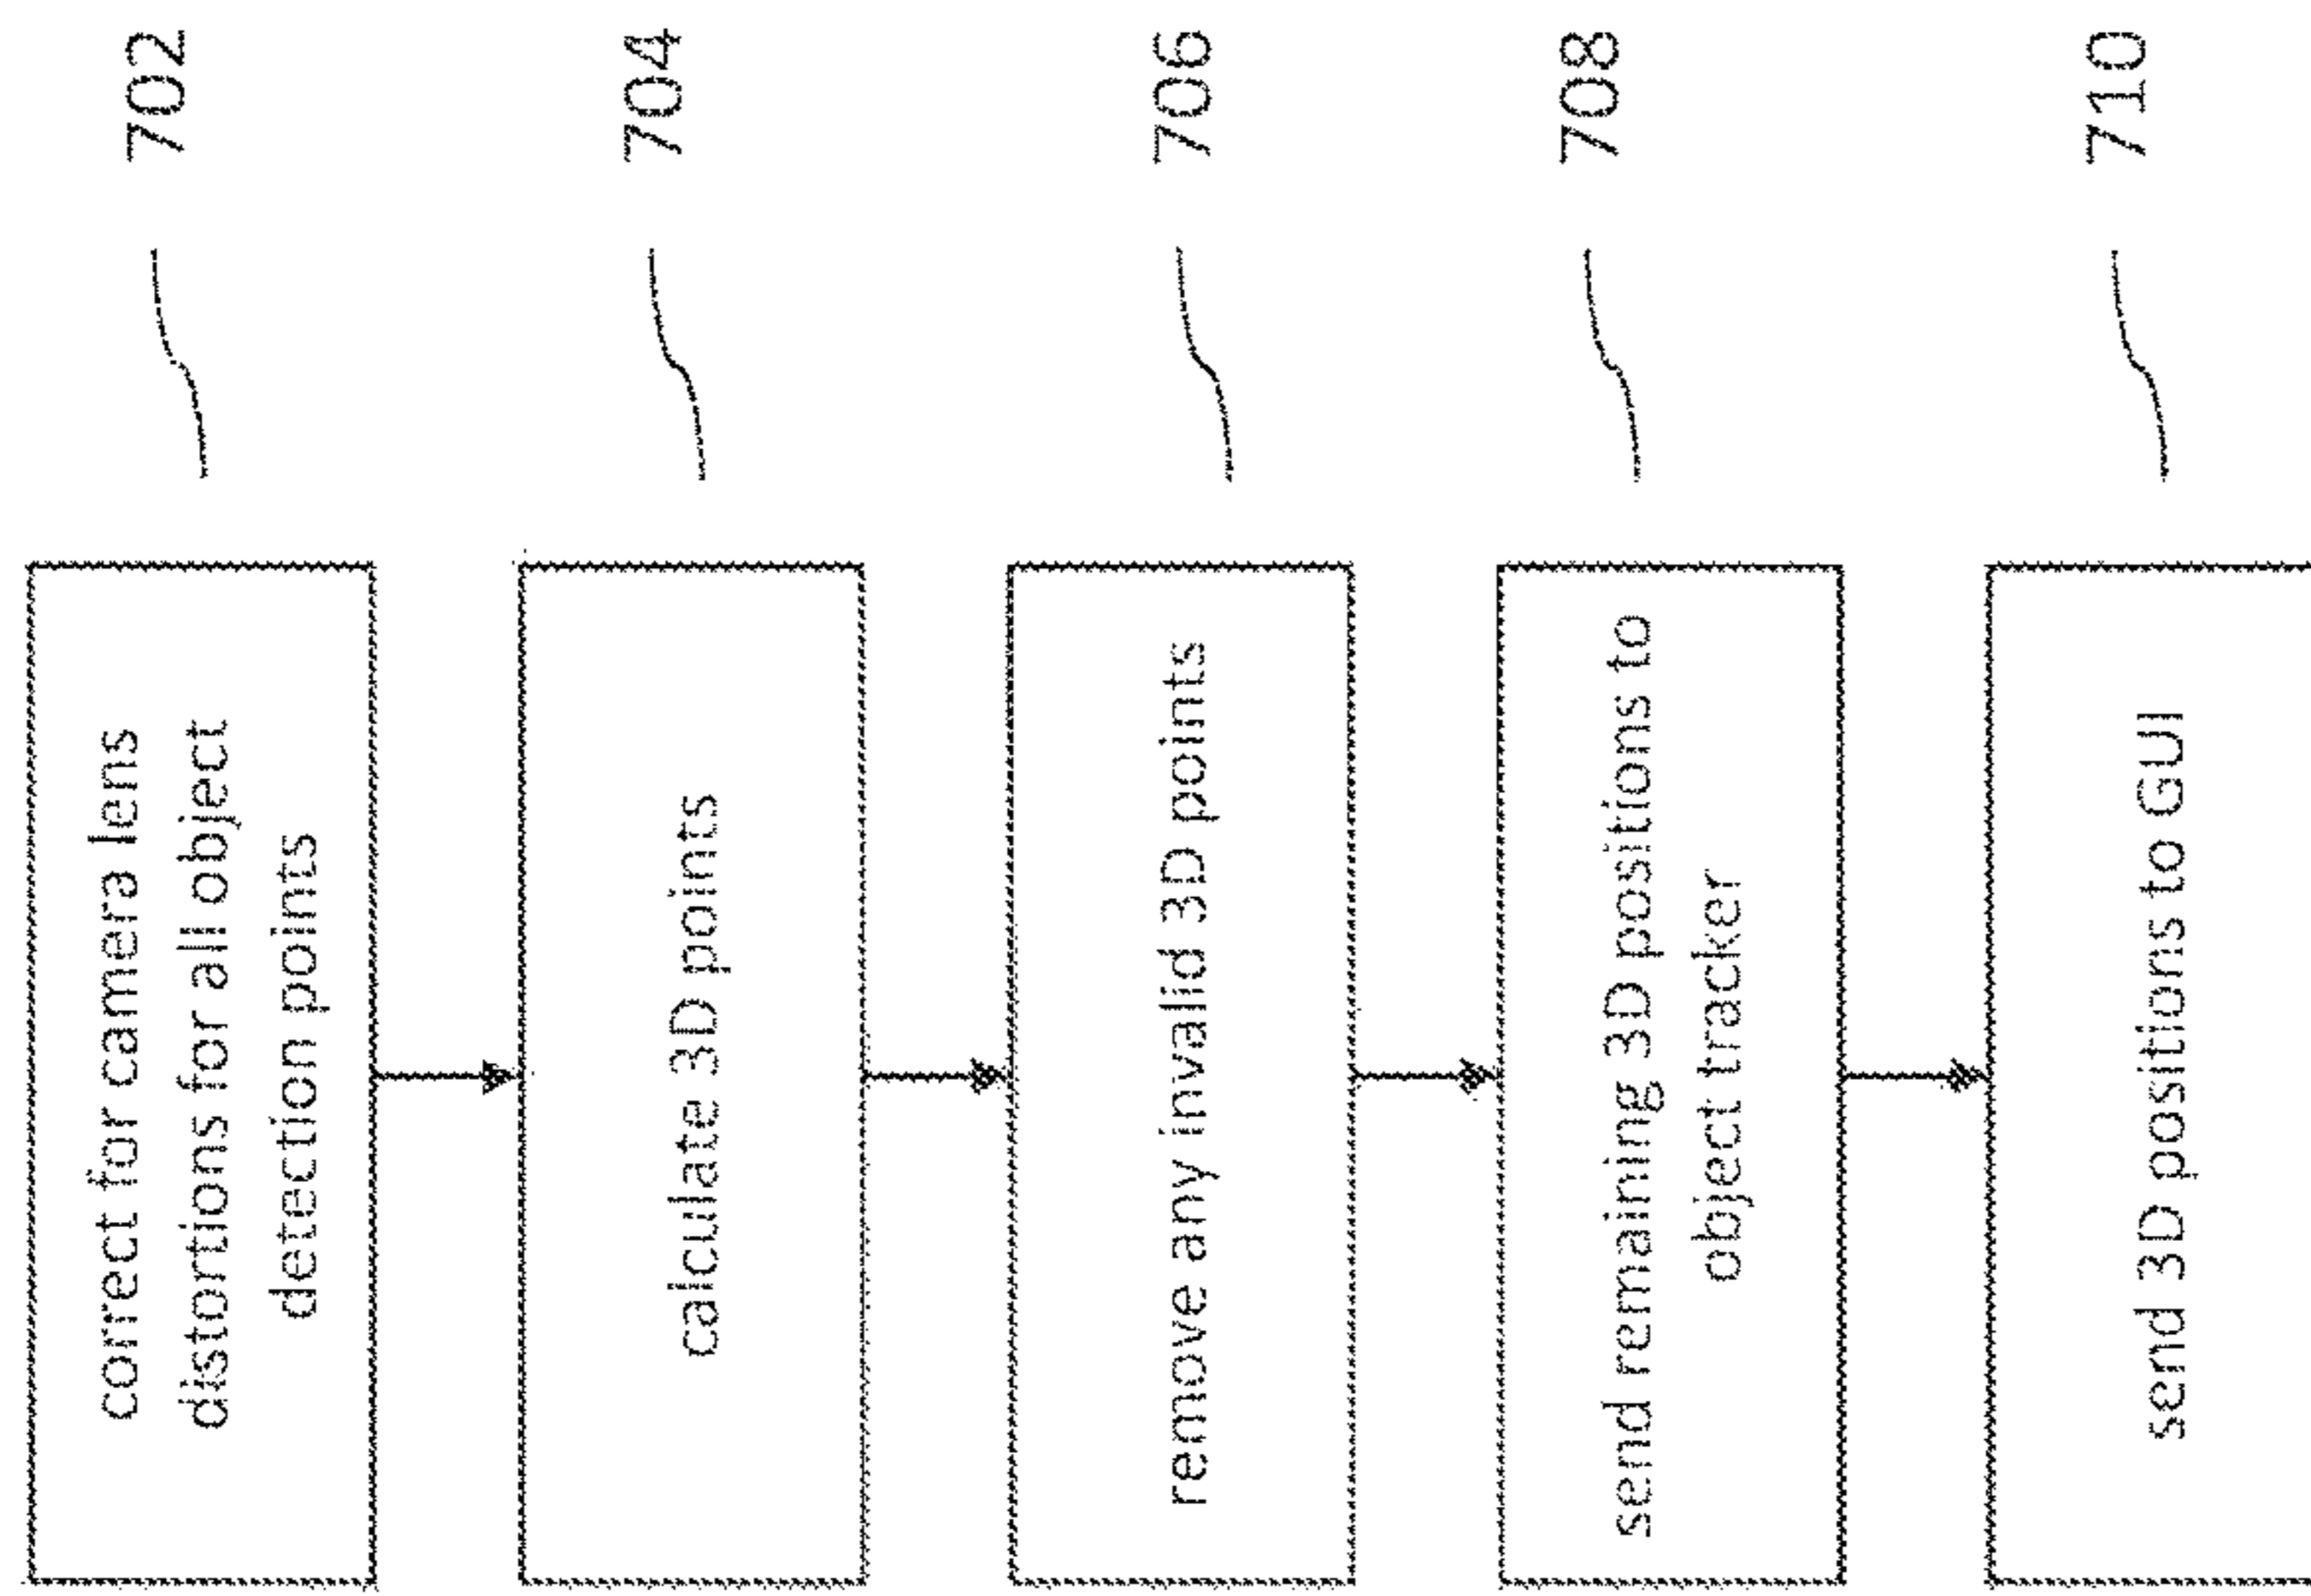 correct for camera lens
distortions for all object
detection points
702
calculate 3D points
704
remove any invalid 3D points
706
send remaining 3D positions to
object tracker
708
send 3D positions to GUI
710